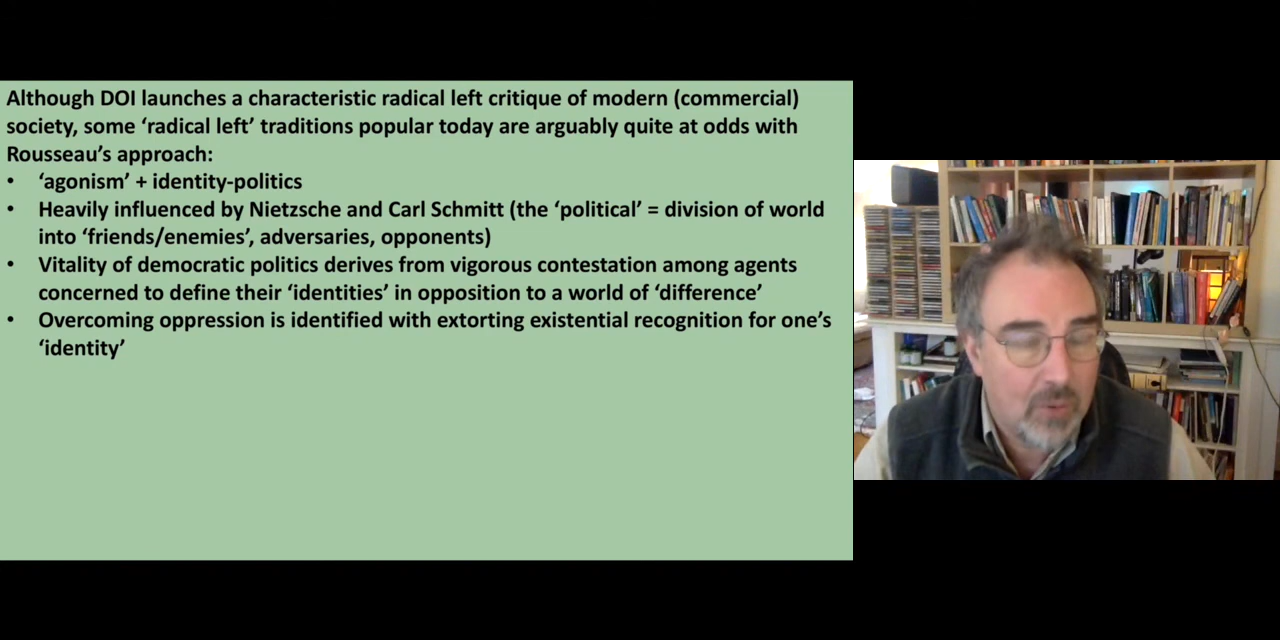 Although DOI launches a characteristic radical left critique of modern (commercial)
society, some ‘radical left’ traditions popular today are arguably quite at odds with
Rousseau’s approach:
• ‘agonism’ + identity-politics
• Heavily influenced by Nietzsche and Carl Schmitt (the ‘political’ = division of world
into ‘friends/enemies’, adversaries, opponents)
• Vitality of democratic politics derives from vigorous contestation among agents
concerned to define their ‘identities’ in opposition to a world of ‘difference’
• Overcoming oppression is identified with extorting existential recognition for one’s
‘identity’